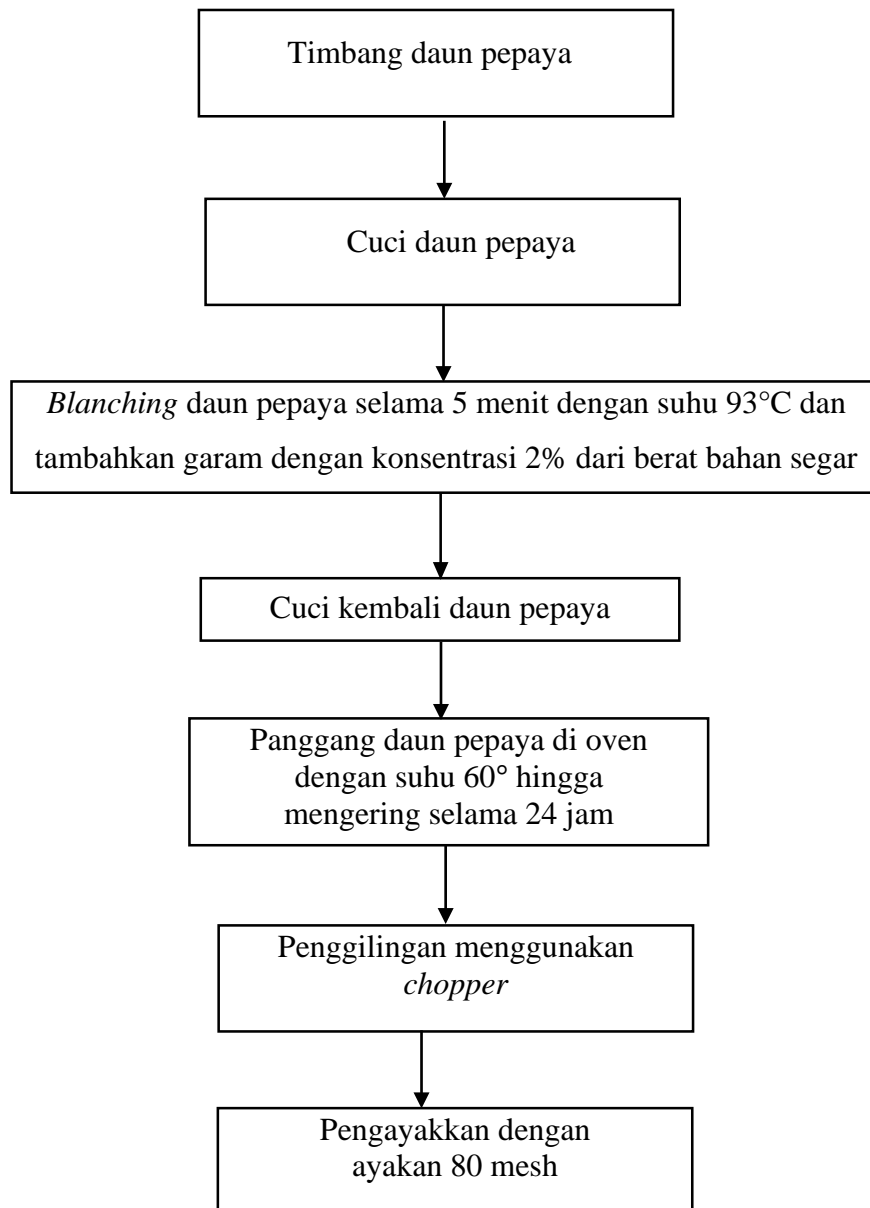 Timbang daun pepaya
Cuci daun pepaya
Blanching daun pepaya selama 5 menit dengan suhu 93°C dan
tambahkan garam dengan konsentrasi 2% dari berat bahan segar
Cuci kembali daun pepaya
Panggang daun pepaya di oven
dengan suhu 60° hingga
mengering selama 24 jam
Penggilingan menggunakan
chopper
Pengayakkan dengan
ayakan 80 mesh